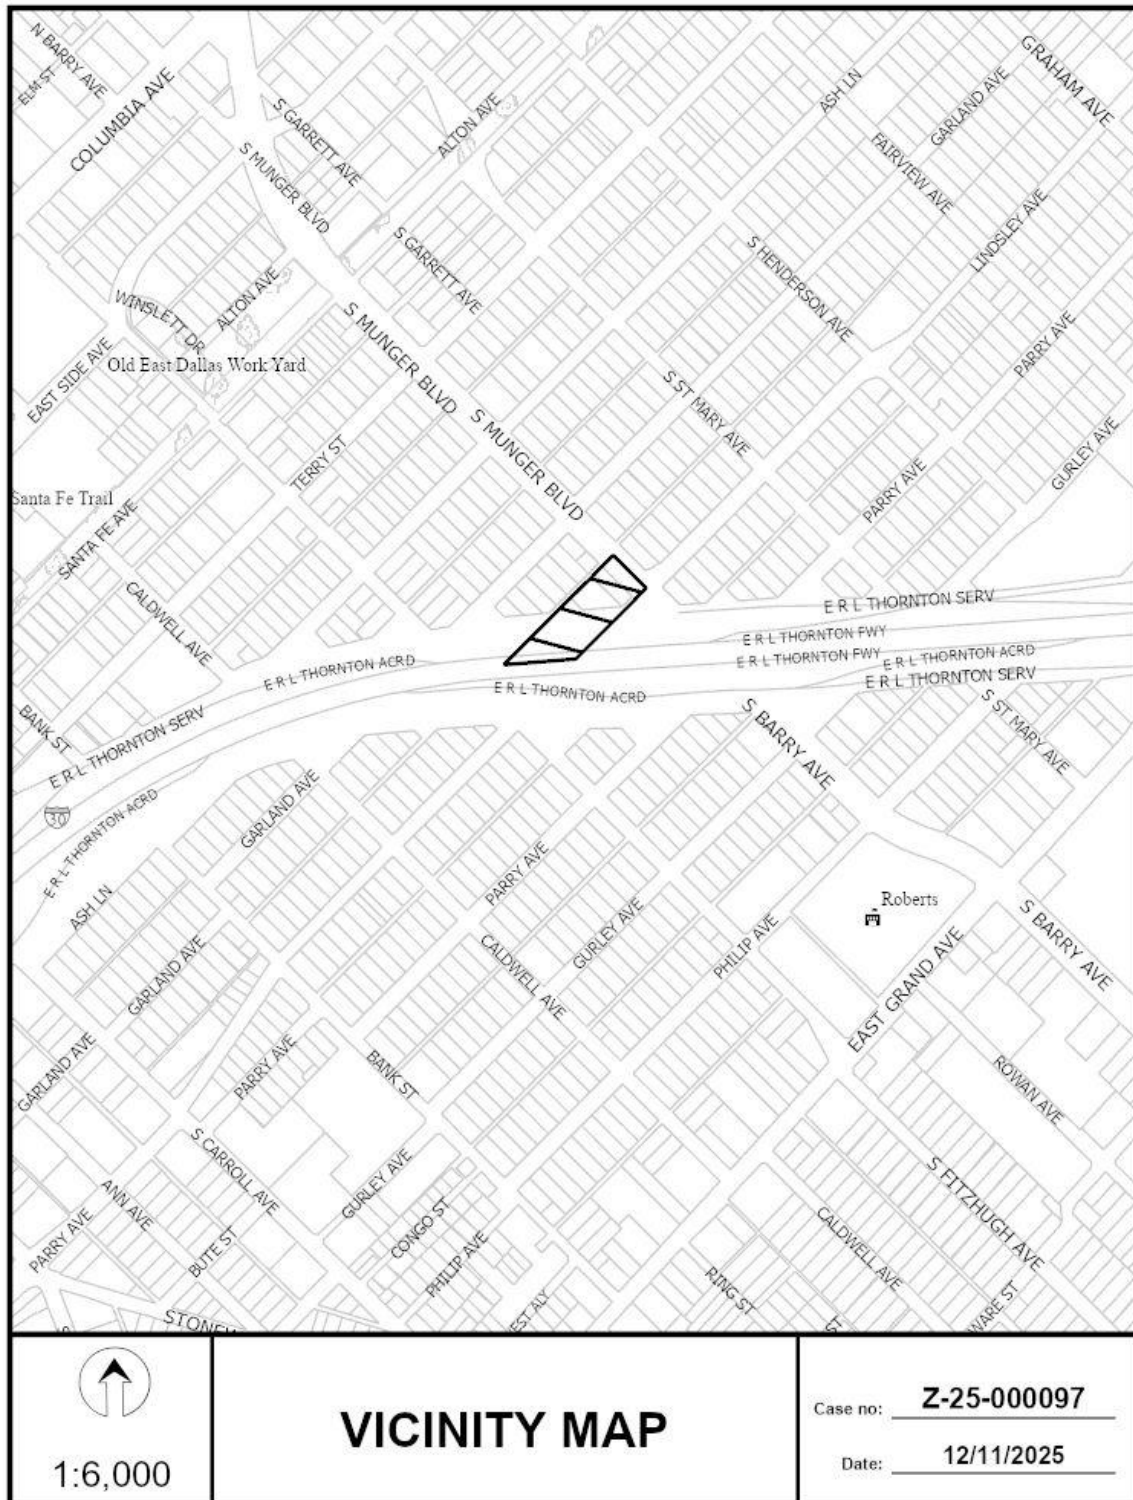 N BARRY AVE
ELM ST
COLUMBIA AVE
S GARRETT AVE
ALTON AVE
ASH LN
GARLAND AVE
GRAHAM AVE
S MUNGER BLVD
FAIRVIEW AVE
S GARRETT AVE
S HENDERSON AVE
LINDSLEY AVE
WINSLETT DR
ALTON AVE
EAST SIDE AVE
Old East Dallas Work Yard
S MUNGER BLVD
PARRY AVE
S ST MARY AVE
S MUNGER BLVD
TERRY ST
GURLEY AVE
PARRY AVE
Santa Fe Trail
SANTA FE AVE
CALDWELL AVE
E R L THORNTON SERV
E R L THORNTON FWY
E R L THORNTON FWY
E R L THORNTON ACRD
E R L THORNTON ACRD
E R L THORNTON SERV
E R L THORNTON ACRD
BANK ST
E R L THORNTON SERV
S BARRY AVE
S ST MARY AVE
30
E R L THORNTON ACRD
GARLAND AVE
ASH LN
PARRY AVE
Roberts
GURLEY AVE
S BARRY AVE
GARLAND AVE
CALDWELL AVE
PHILIP AVE
EAST GRAND AVE
GARLAND AVE
PARRY AVE
BANK ST
ROWAN AVE
S CARROLL AVE
GURLEY AVE
S FITZHUGH AVE
ANN AVE
PARRY AVE
BUTE ST
CONGO ST
PHILIP AVE
CALDWELL AVE
RING ST
EST ALY
ST
WARE ST
1:6,000
VICINITY MAP
Case no: Z-25-000097
Date: 12/11/2025